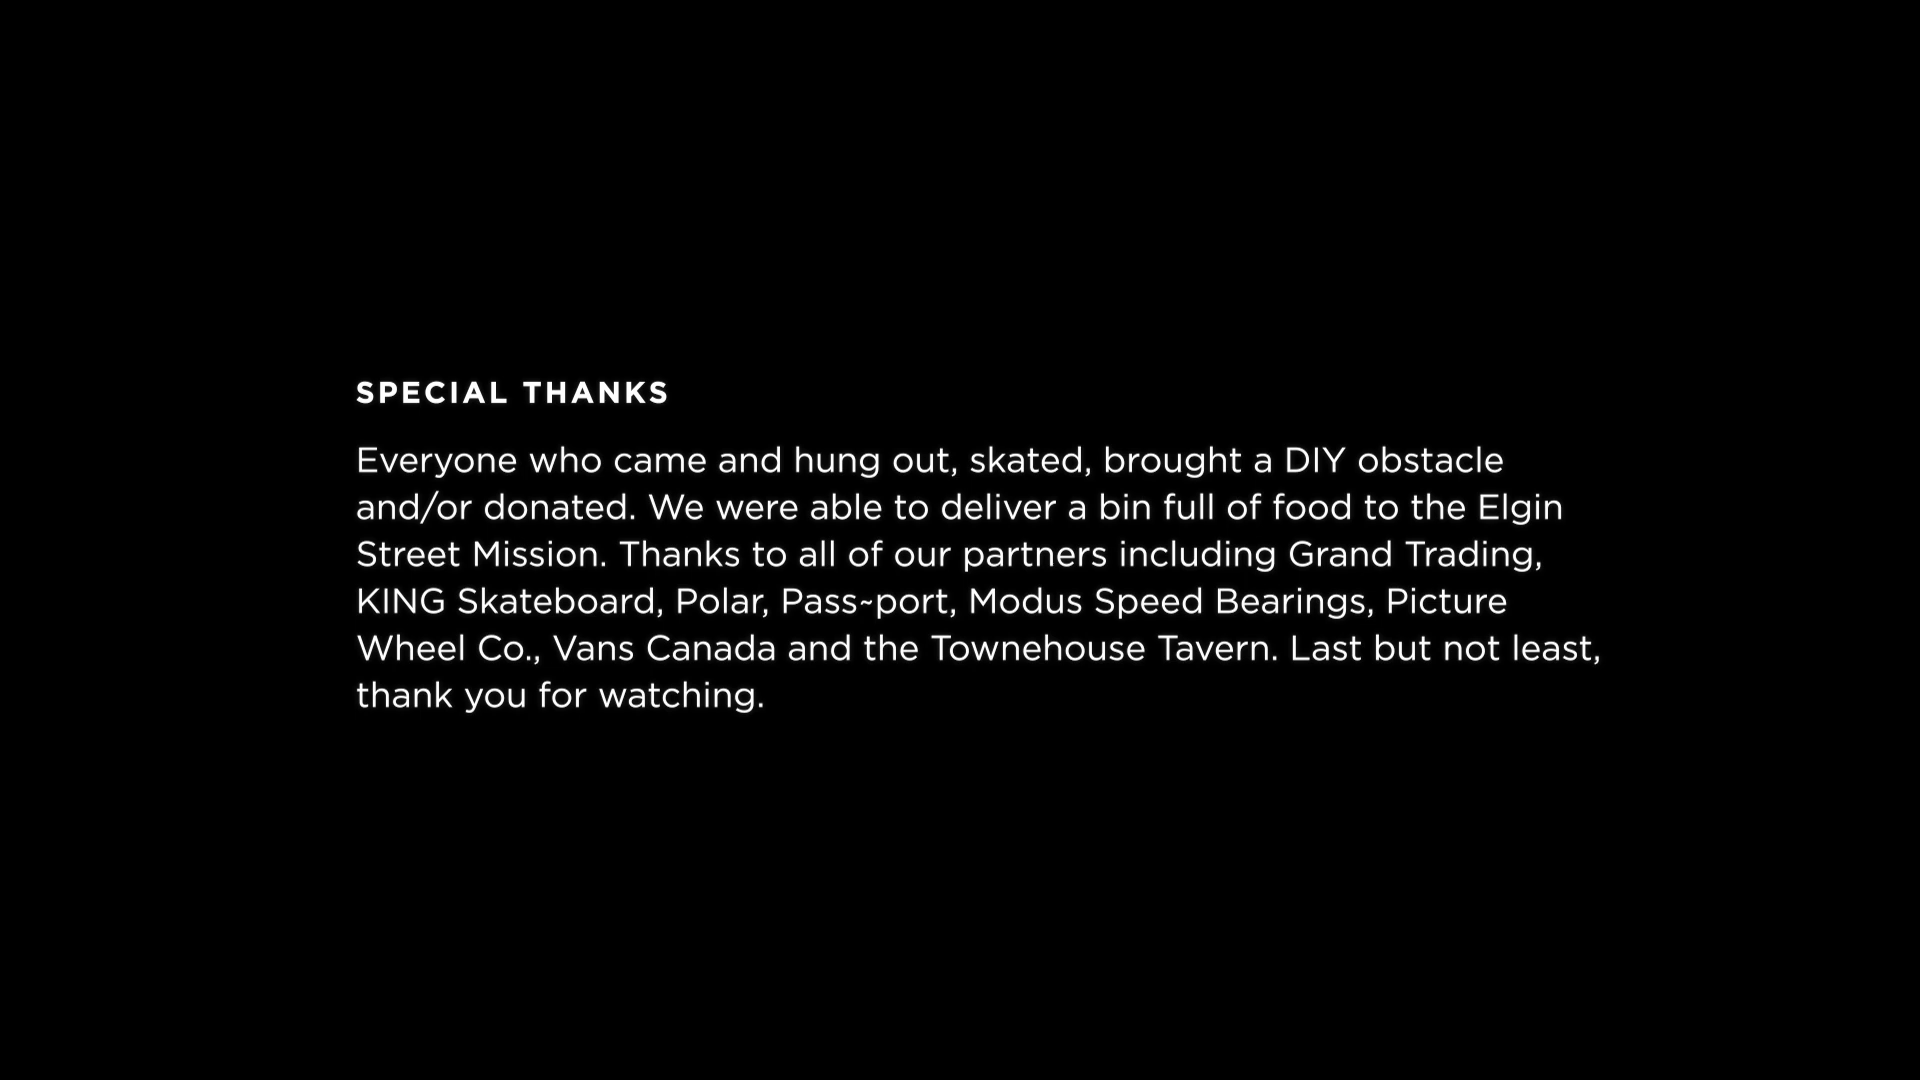 SPECIAL THANKS
Everyone who came and hung out, skated, brought a DIY obstacle
and/or donated. We were able to deliver a bin full of food to the Elgin
Street Mission. Thanks to all of our partners including Grand Trading,
KING Skateboard, Polar, Pass~port, Modus Speed Bearings, Picture
Wheel Co., Vans Canada and the Townehouse Tavern. Last but not least,
thank you for watching.